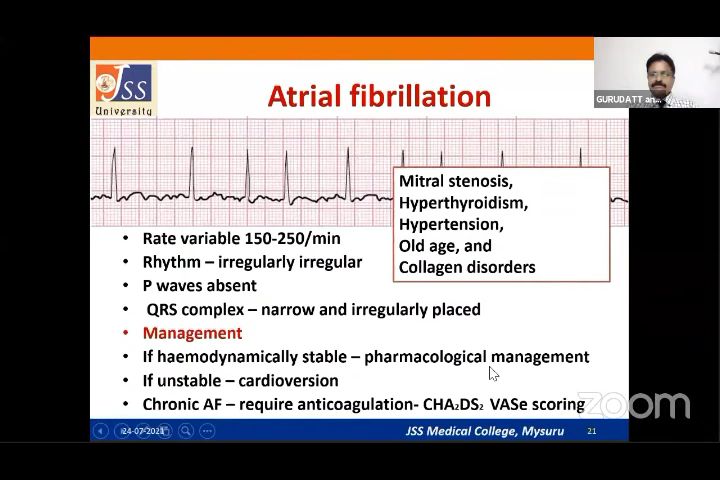 JSS
University
Atrial fibrillation
GURUDATT an...
Mitral stenosis,
Hyperthyroidism,
Hypertension,
Old age, and
Collagen disorders
• Rate variable 150-250/min
• Rhythm – irregularly irregular
• P waves absent
• QRS complex – narrow and irregularly placed
• Management
• If haemodynamically stable – pharmacological management
• If unstable – cardioversion
• Chronic AF – require anticoagulation- CHA₂DS₂ VASe scoring
zoom
24-07-2021
JSS Medical College, Mysuru
21